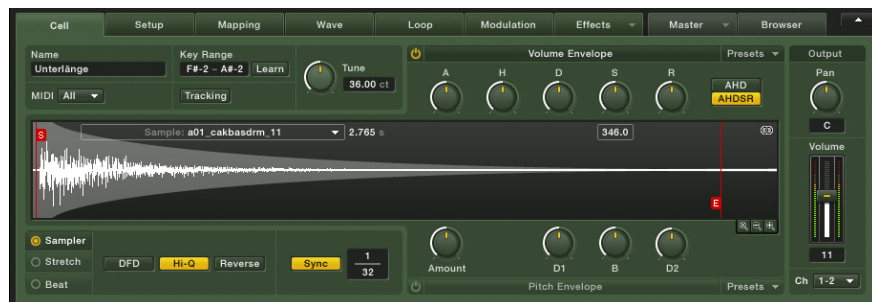 Cell Setup Mapping Wave Loop Modulation Effects Master Browser
Name Key Range Tune Volume Envelope Presets Output
Unterlänge F#-2 – A#-2 Learn 36.00 ct A H D S R AHD Pan
MIDI All Tracking AHDSR C
S Sample: a01_cakbasdrm_11 2.765 s 346.0 Volume
E
Sampler
Stretch DFD Hi-Q Reverse Sync 1 11
32
Beat Amount D1 B D2 Ch 1-2
Pitch Envelope Presets